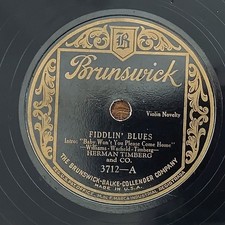 B
Brunswick
Violin Novelty
FIDDLIN' BLUES
Intro: "Baby Won't You Please Come Home"
—Williams-Warfield-Timberg—
HERMAN TIMBERG
and CO.
3712—A
THE BRUNSWICK-BALKE-COLLENDER COMPANY
MADE IN U.S.A.